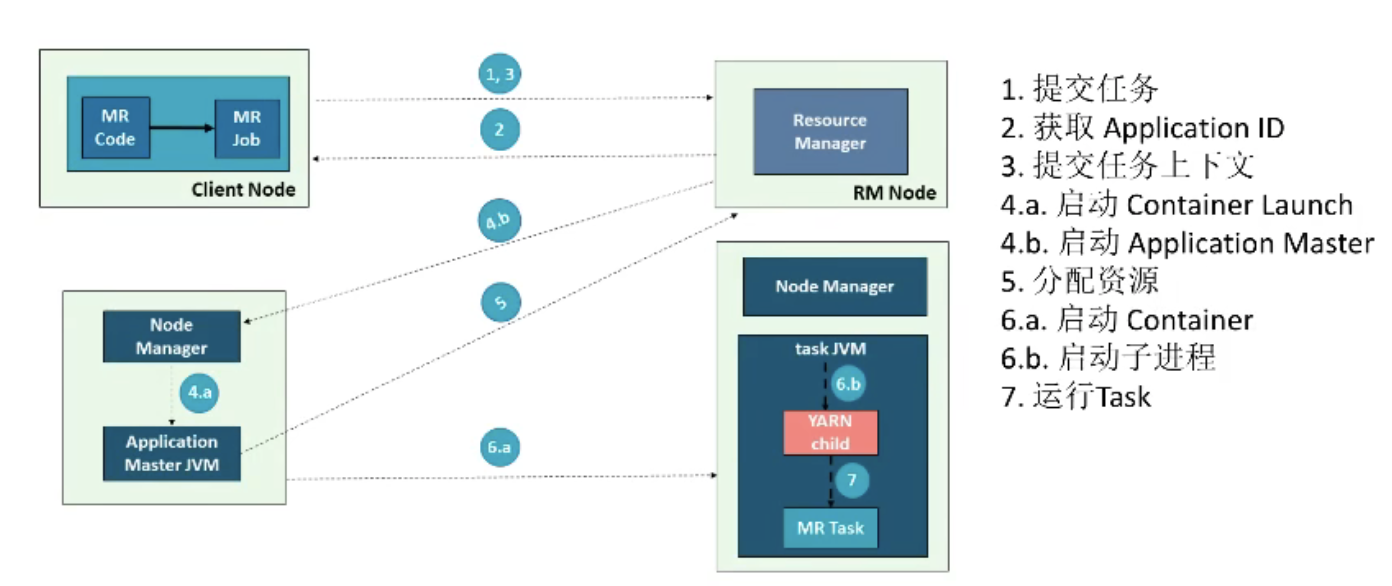 1, 3
MR
Code
MR
Job
2
Client Node
Resource
Manager
RM Node
4.b
5
Node
Manager
4.a
Application
Master JVM
6.a
Node Manager
task JVM
6.b
YARN
child
7
MR Task
1. 提交任务
2. 获取 Application ID
3. 提交任务上下文
4.a. 启动 Container Launch
4.b. 启动 Application Master
5. 分配资源
6.a. 启动 Container
6.b. 启动子进程
7. 运行Task